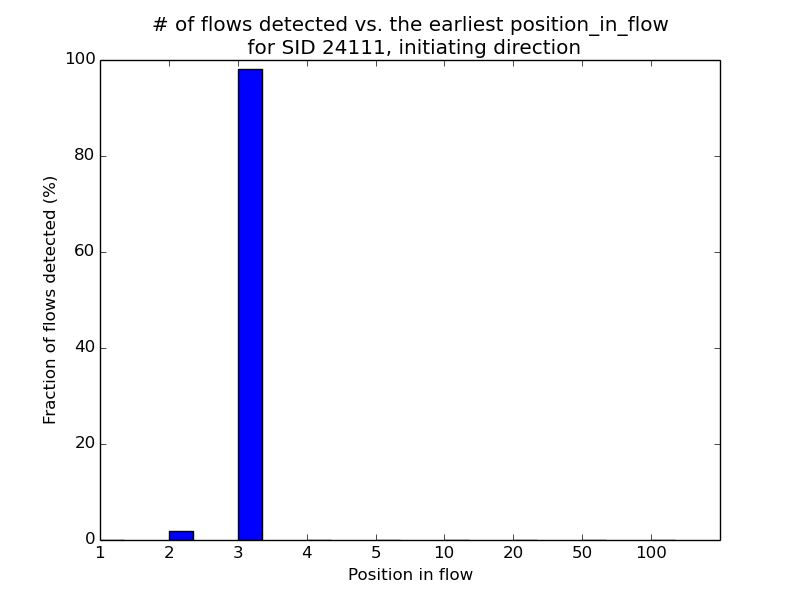 # of flows detected vs. the earliest position_in_flow
for SID 24111, initiating direction
100
80
60
40
20
0
Fraction of flows detected (%)
1 2 3 4 5 10 20 50 100
Position in flow